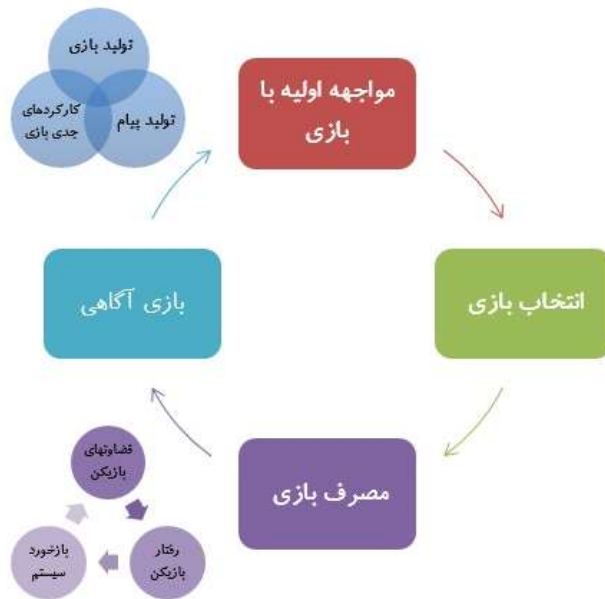 تولید بازی
کارکردهای
جدی بازی
تولید پیام
مواجهه اولیه با
بازی
انتخاب بازی
مصرف بازی
بازی آگاهی
قضاوتهای
بازیکن
رفتار
بازیکن
بازخورد
سیستم